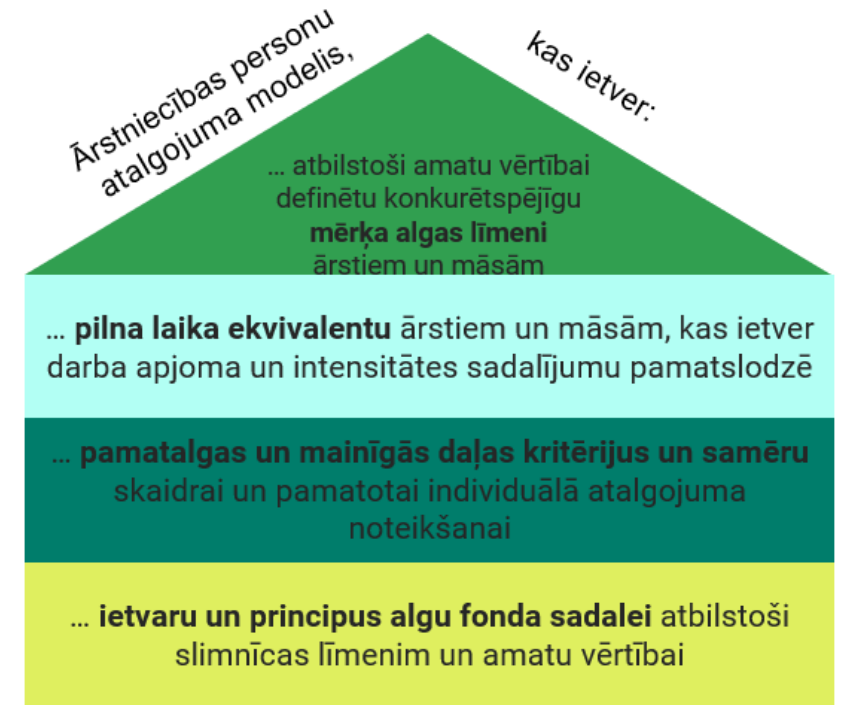 Ārstniecības personu
atalgojuma modelis,
kas ietver:
... atbilstoši amatu vērtībai
definētu konkurētspējīgu
mērķa algas līmeni
ārstiem un māsām
... pilna laika ekvivalentu ārstiem un māsām, kas ietver
darba apjoma un intensitātes sadalījumu pamatslodzē
... pamatalgas un mainīgās daļas kritērijus un samēru
skaidrai un pamatotai individuālā atalgojuma
noteikšanai
... ietvaru un principus algu fonda sadalei atbilstoši
slimnīcas līmenim un amatu vērtībai